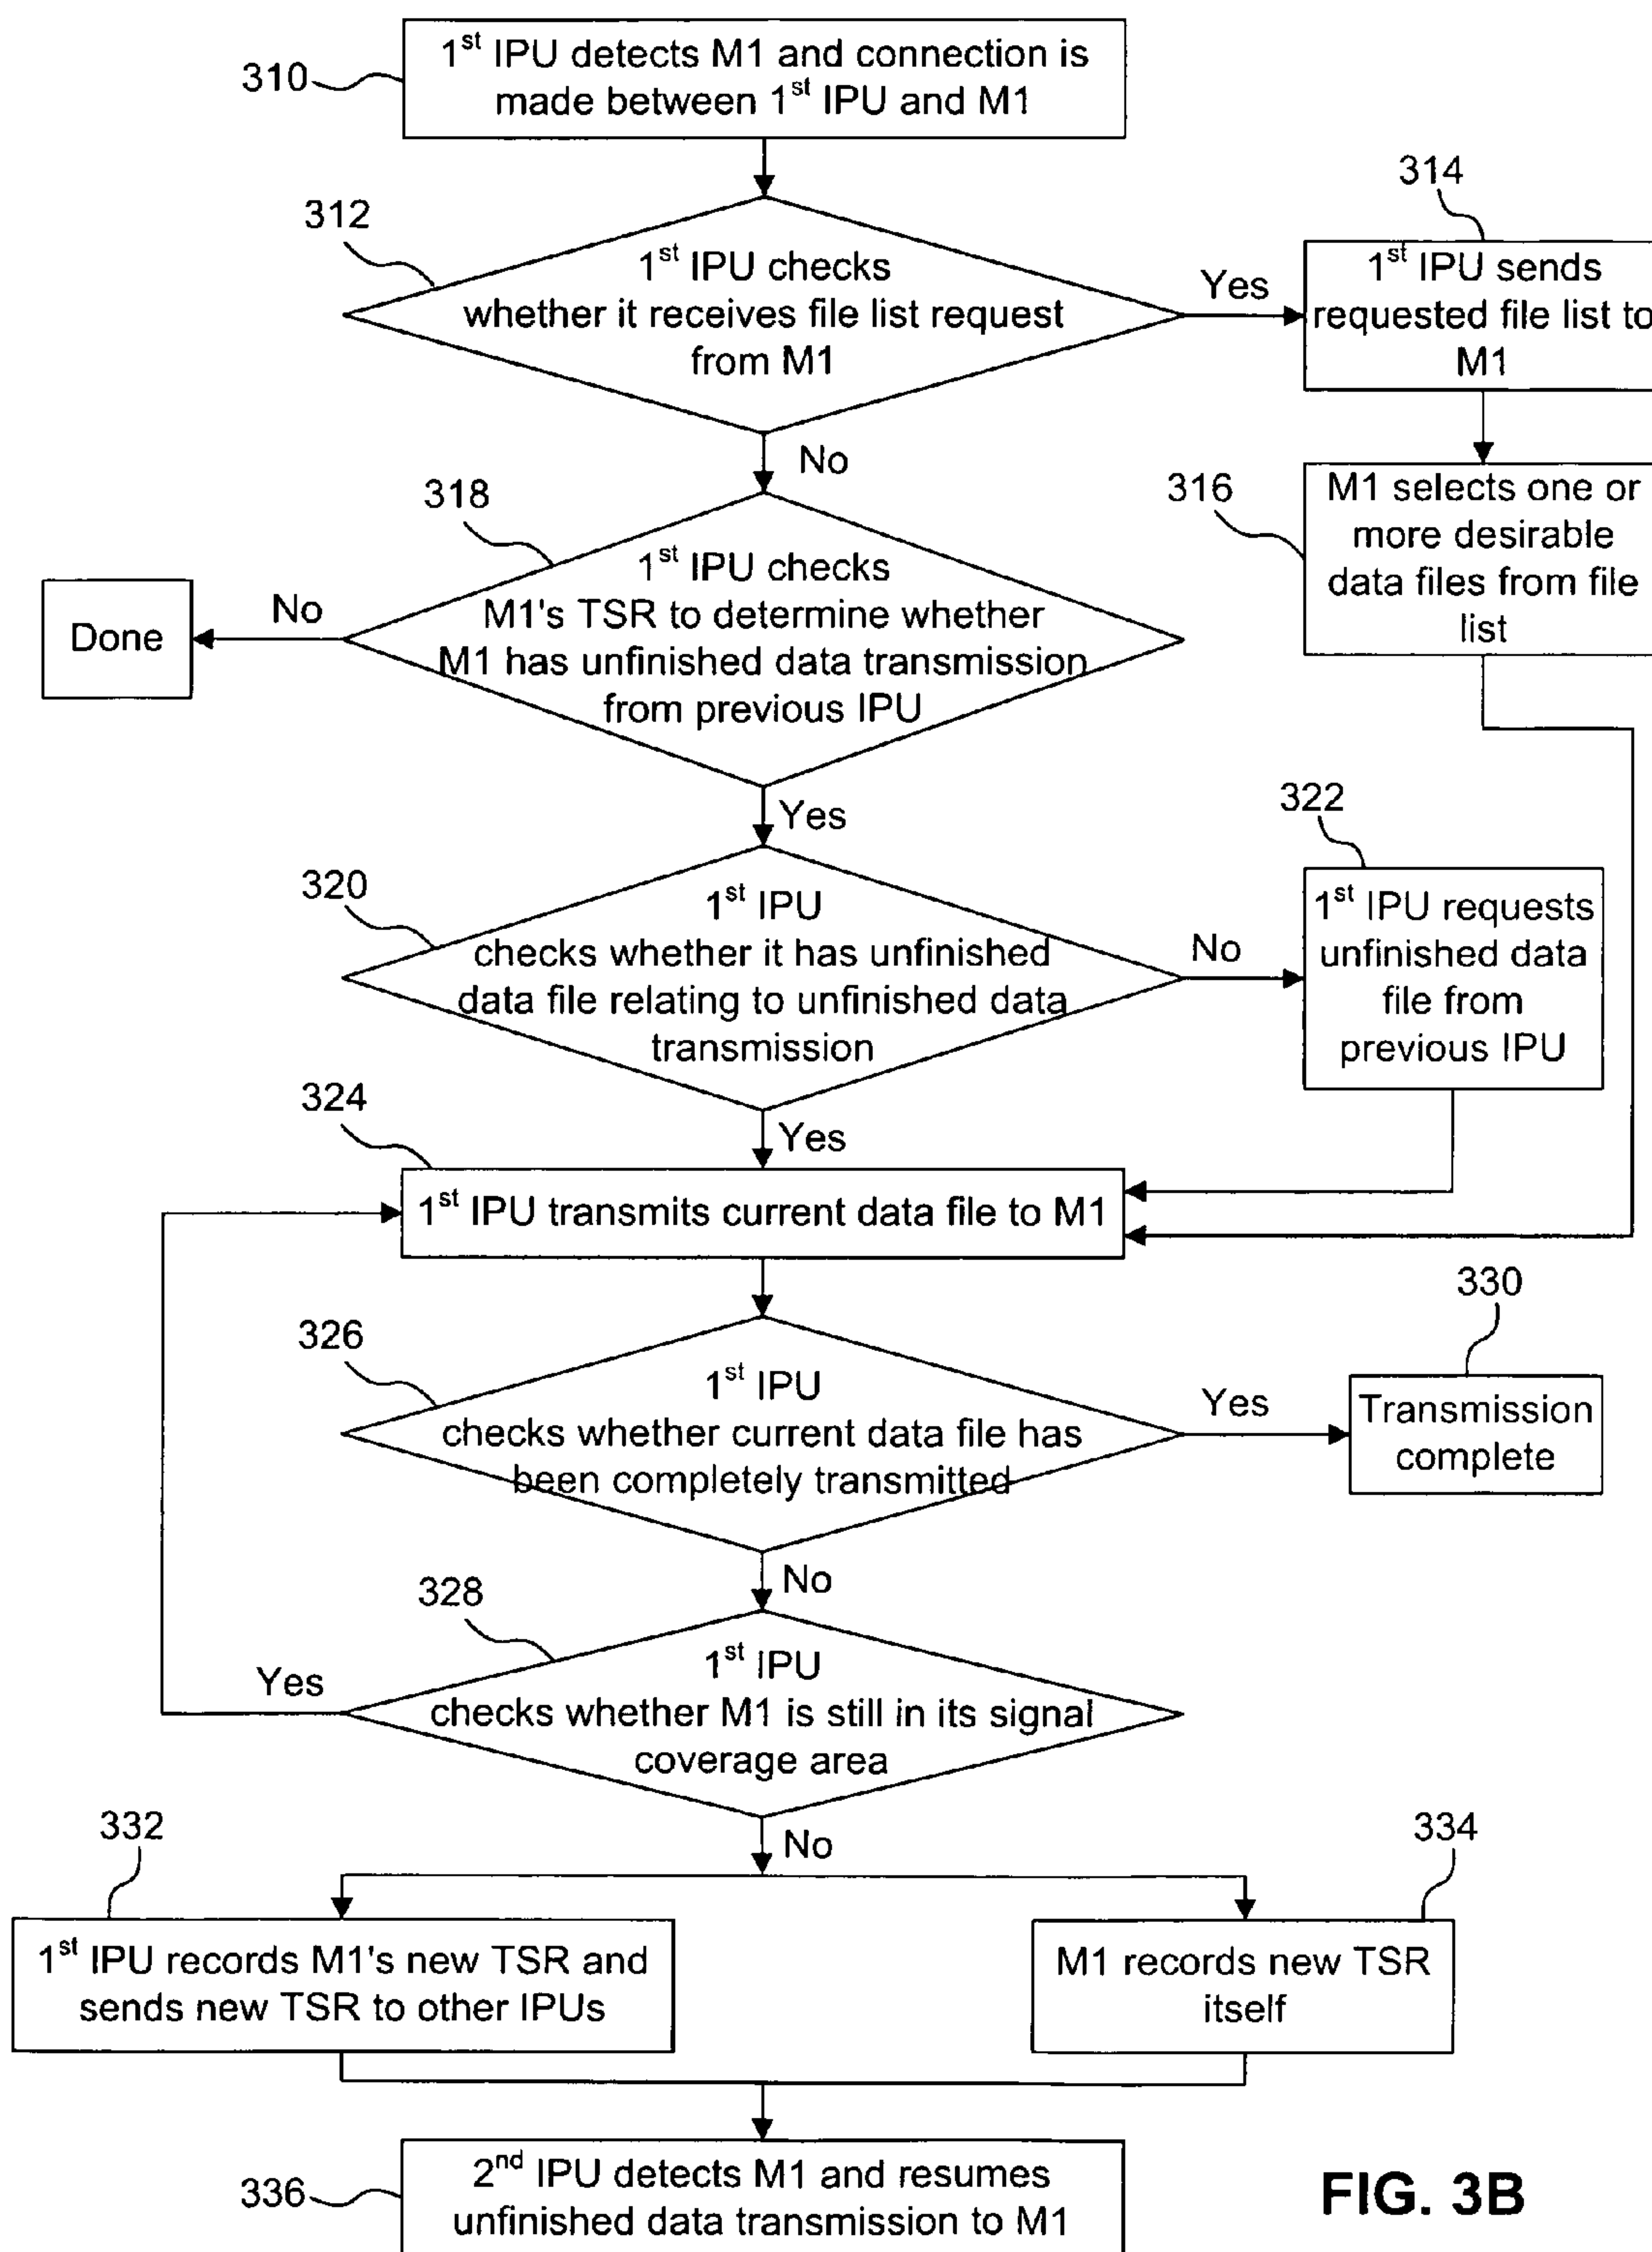 310
1st IPU detects M1 and connection is
made between 1st IPU and M1
312
1st IPU checks
whether it receives file list request
from M1
Yes
314
1st IPU sends
requested file list to
M1
No
316
M1 selects one or
more desirable
data files from file
list
318
1st IPU checks
M1's TSR to determine whether
M1 has unfinished data transmission
from previous IPU
No
Done
Yes
320
1st IPU
checks whether it has unfinished
data file relating to unfinished data
transmission
No
322
1st IPU requests
unfinished data
file from
previous IPU
Yes
324
1st IPU transmits current data file to M1
326
1st IPU
checks whether current data file has
been completely transmitted
Yes
330
Transmission
complete
No
328
1st IPU
checks whether M1 is still in its signal
coverage area
Yes
No
332
1st IPU records M1's new TSR and
sends new TSR to other IPUs
334
M1 records new TSR
itself
336
2nd IPU detects M1 and resumes
unfinished data transmission to M1
FIG. 3B